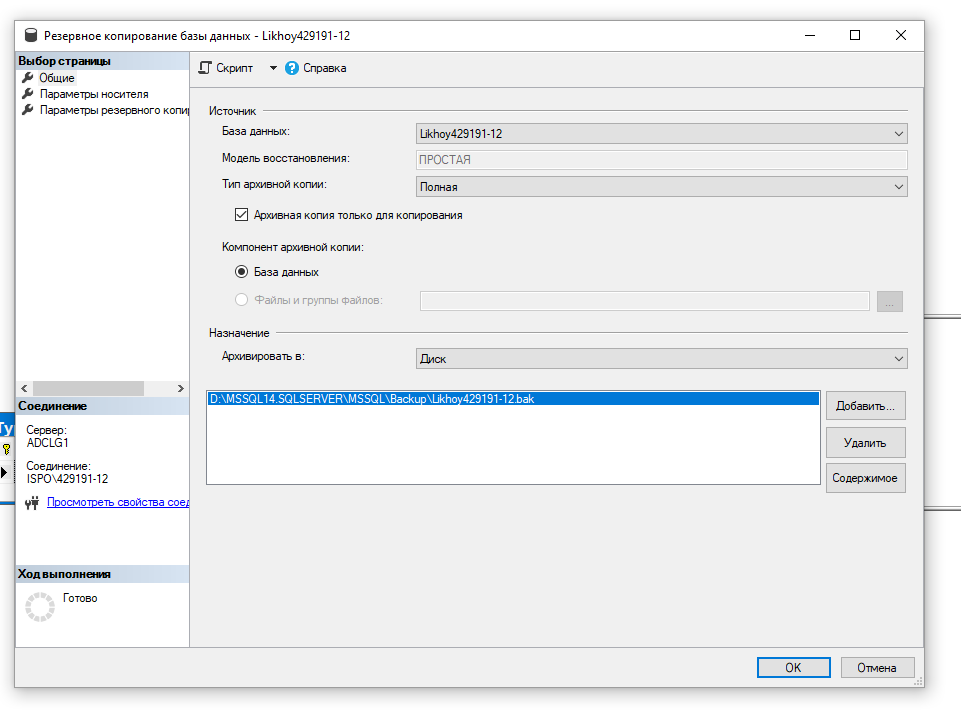 Резервное копирование базы данных - Likhoy429191-12
Выбор страницы
Общие
Параметры носителя
Параметры резервного копир
Скрипт
Справка
Источник
База данных:
Likhoy429191-12
Модель восстановления:
ПРОСТАЯ
Тип архивной копии:
Полная
Архивная копия только для копирования
Компонент архивной копии:
База данных
Файлы и группы файлов:
...
Назначение
Архивировать в:
Диск
D:\MSSQL14.SQLSERVER\MSSQL\Backup\Likhoy429191-12.bak
Добавить...
Удалить
Содержимое
Соединение
Сервер:
ADCLG1
Соединение:
ISPO\429191-12
Просмотреть свойства соед
Ход выполнения
Готово
OK
Отмена